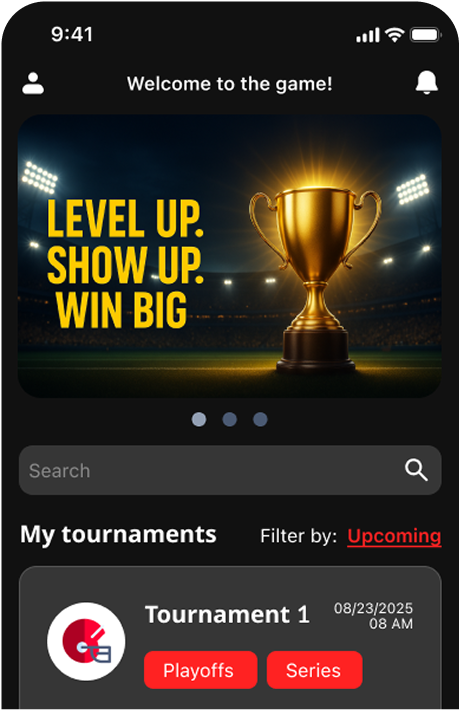 9:41
Welcome to the game!
LEVEL UP.
SHOW UP.
WIN BIG
Search
My tournaments Filter by: Upcoming
Tournament 1 08/23/2025
08 AM
Playoffs Series